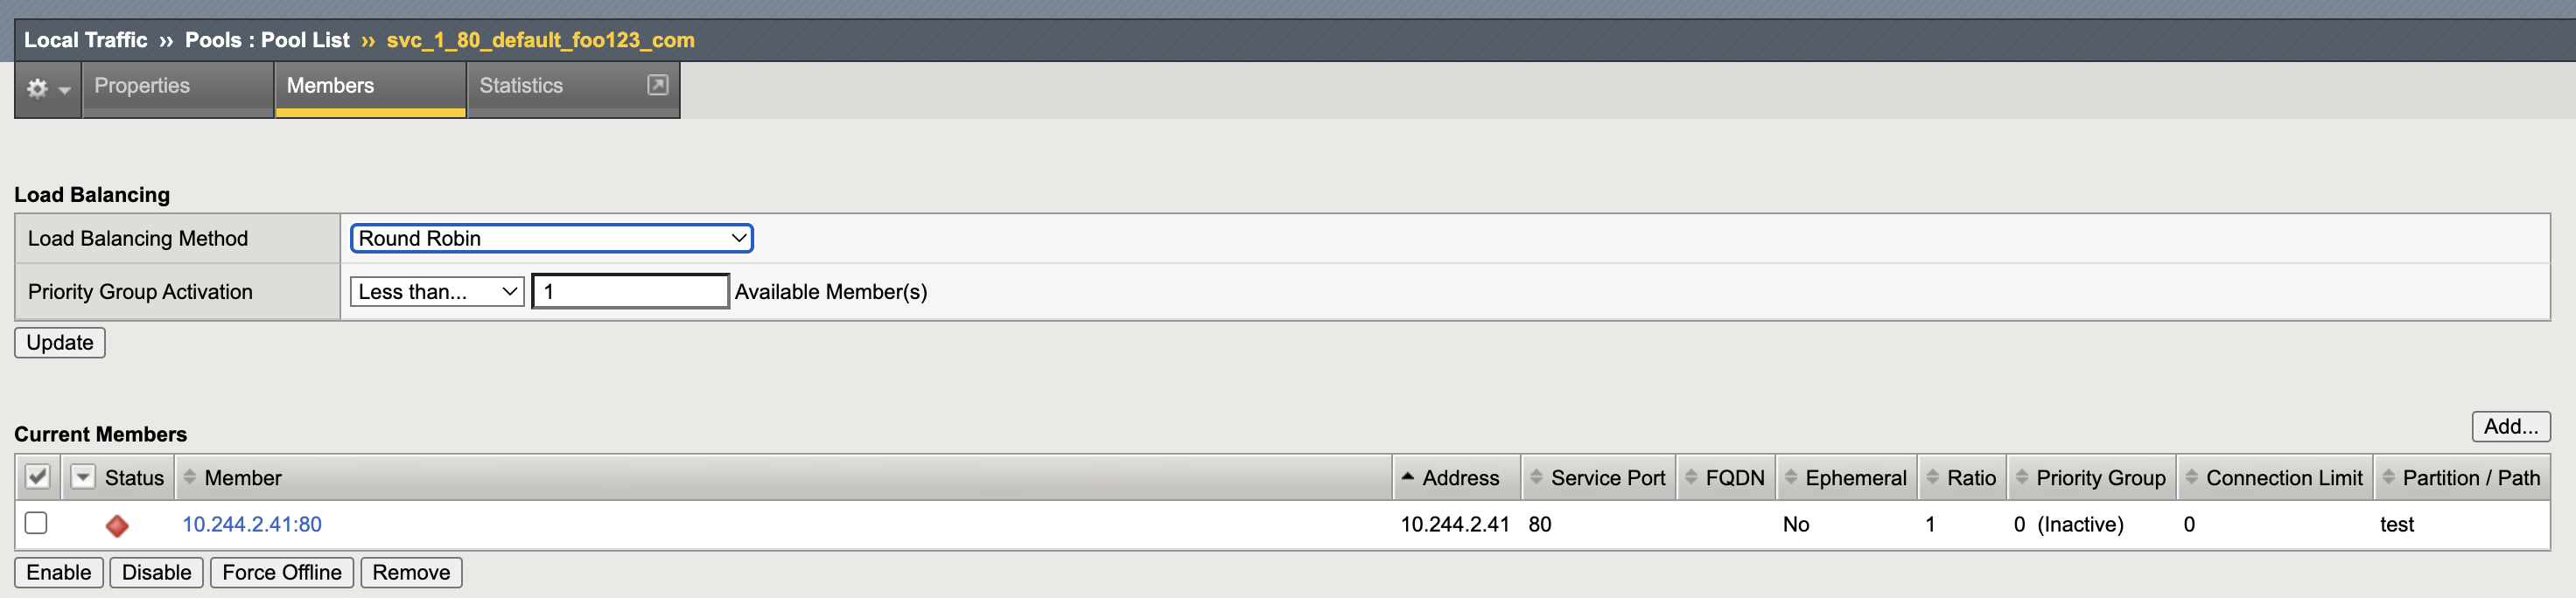 Local Traffic ›› Pools : Pool List ›› svc_1_80_default_foo123_com
Properties Members Statistics
Load Balancing
Load Balancing Method Round Robin
Priority Group Activation Less than... 1 Available Member(s)
Update
Add...
Current Members
Status Member Address Service Port FQDN Ephemeral Ratio Priority Group Connection Limit Partition / Path
10.244.2.41:80 10.244.2.41 80 No 1 0 (Inactive) 0 test
Enable Disable Force Offline Remove